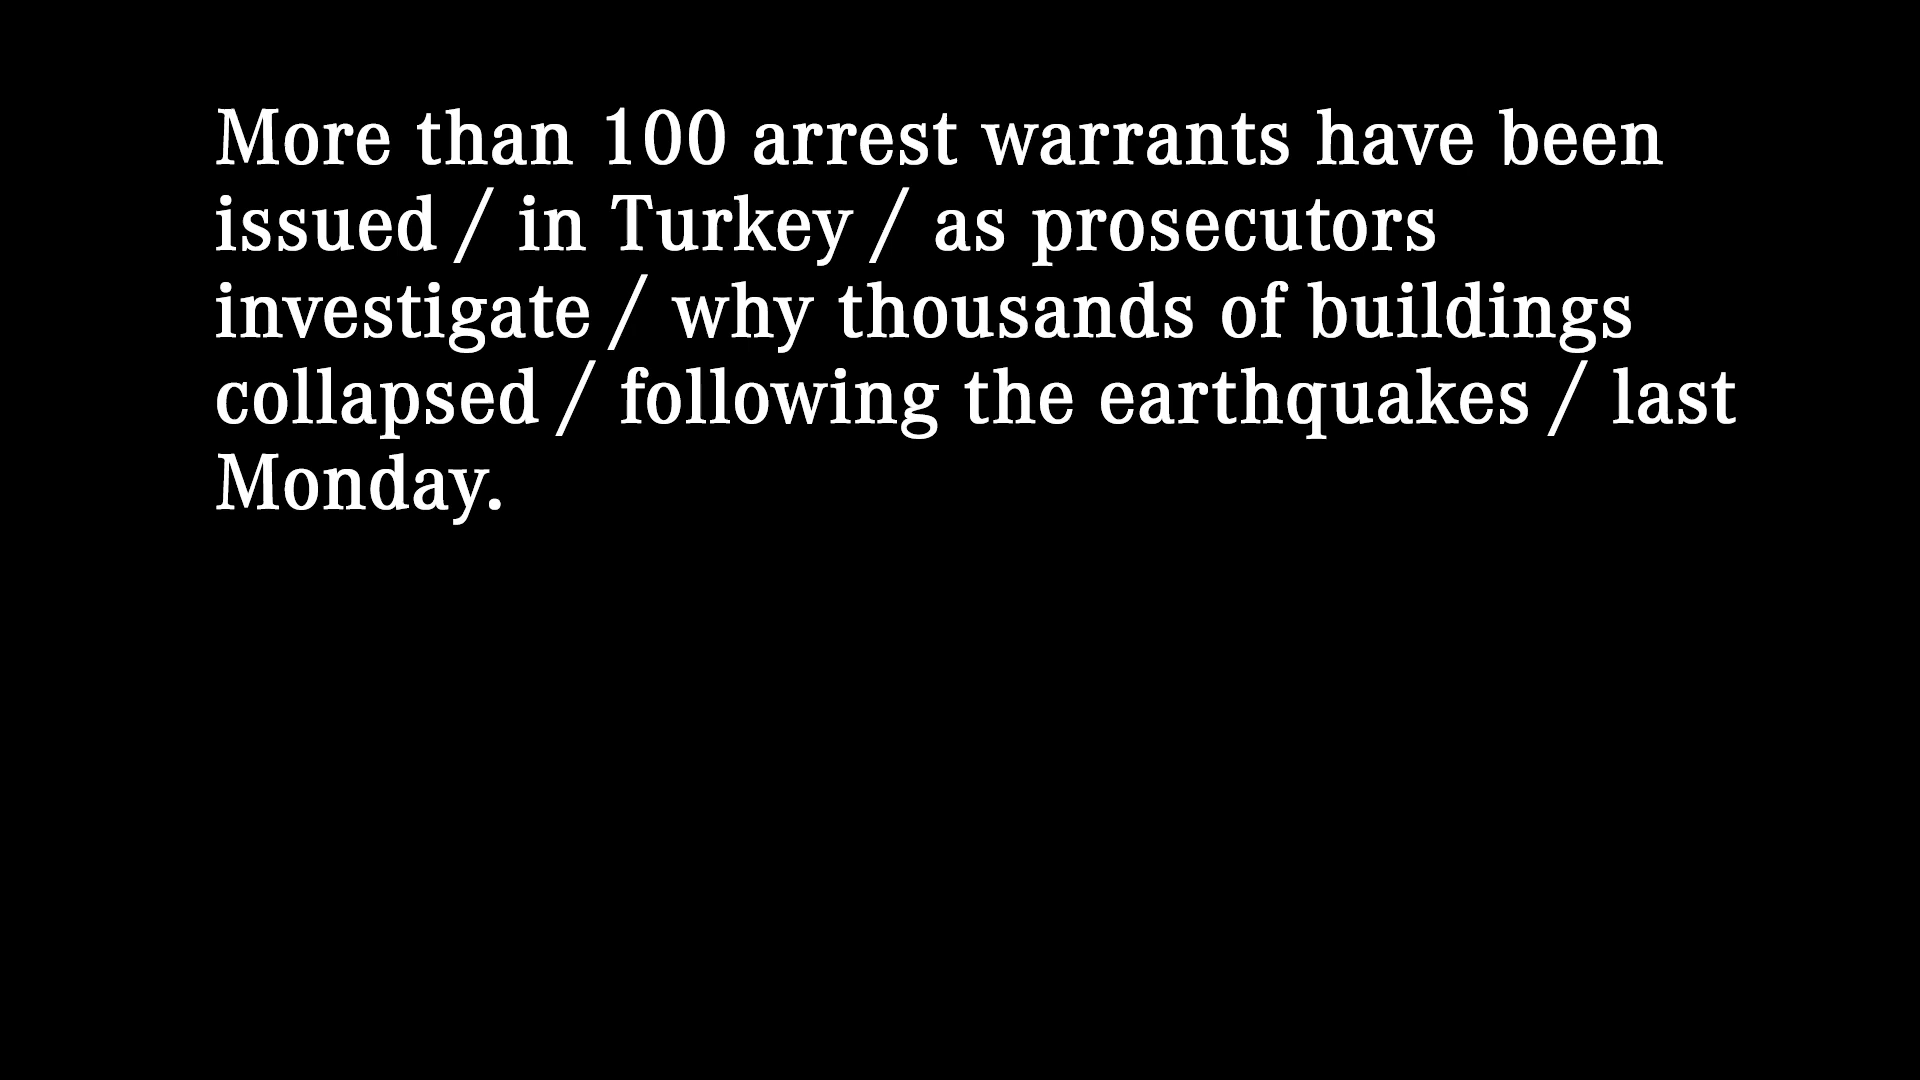 More than 100 arrest warrants have been
issued / in Turkey / as prosecutors
investigate / why thousands of buildings
collapsed / following the earthquakes / last
Monday.